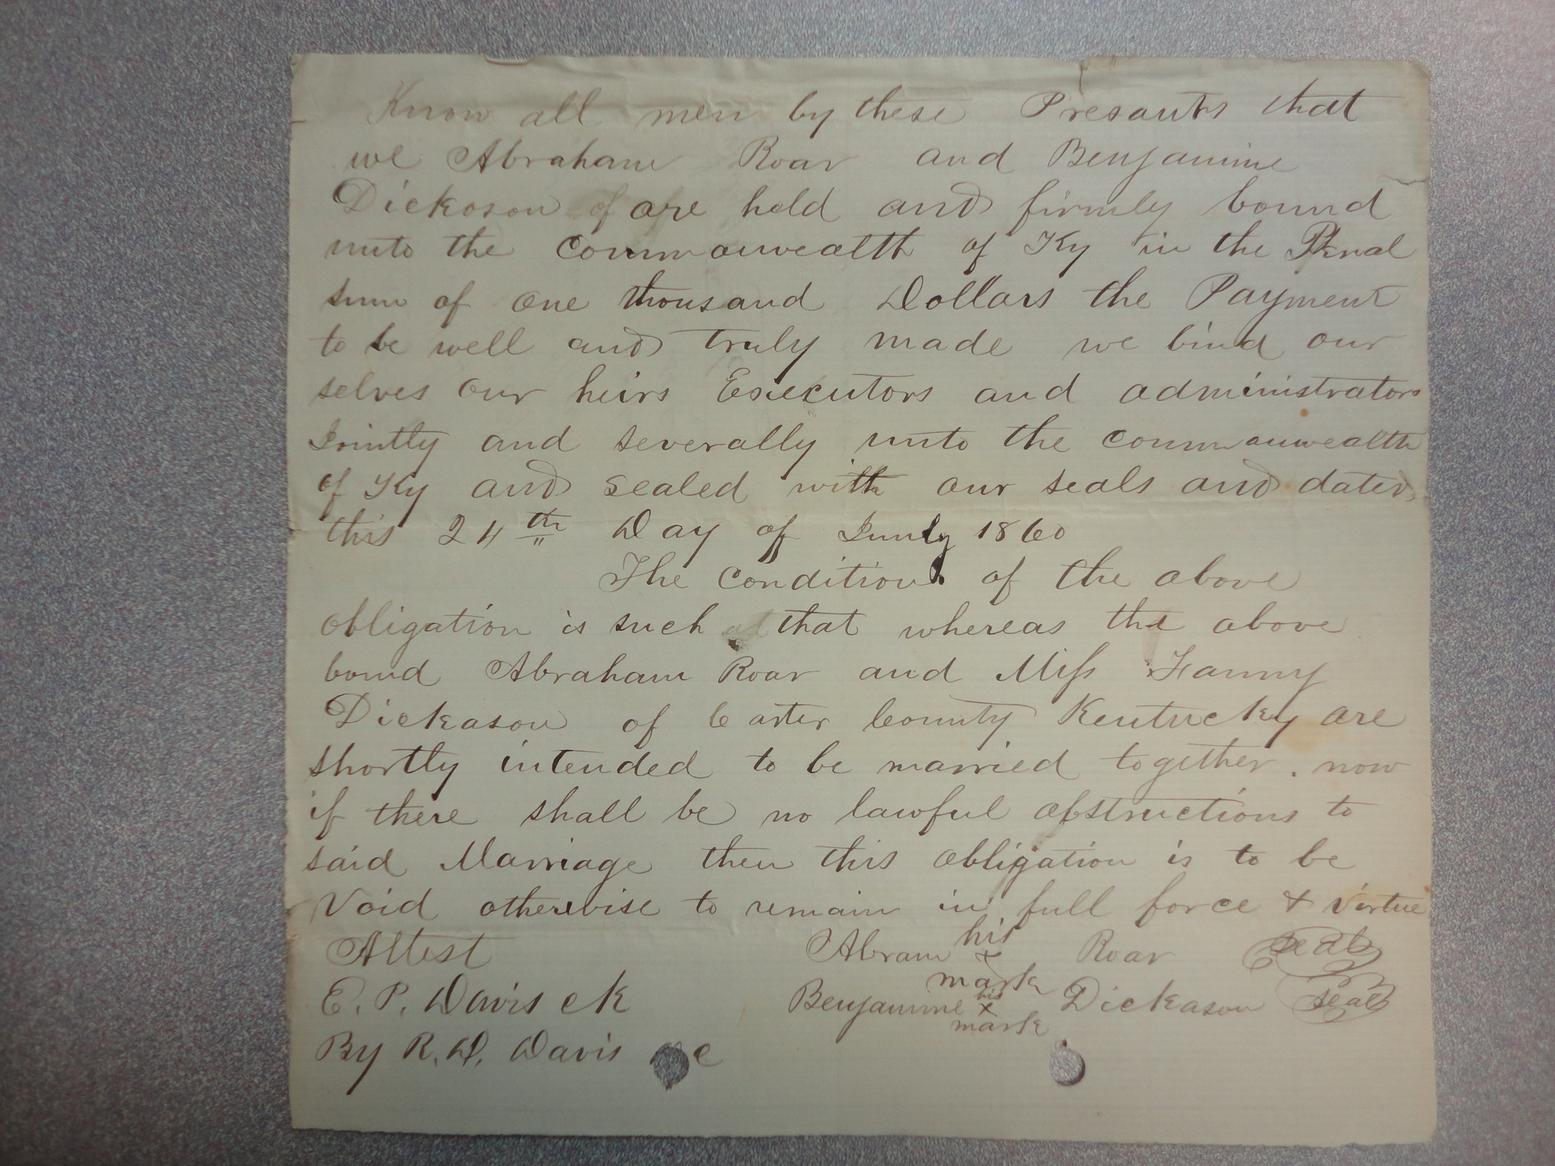 Know all men by these Presants that
we Abraham Roar and Benjamine
Dickoson of are held and firmly bound
unto the Commonwealth of Ky in the Penal
sum of one thousand Dollars the Payment
to be well and truly made we bind our
selves our heirs Executors and administrators
Jointly and severally unto the commonwealth
of Ky and sealed with our seals and dated
this 24th Day of July 1860
The condition of the above
obligation is such that whereas the above
bound Abraham Roar and Miss Fanny
Dickason of Carter County Kentucky are
shortly intended to be married together. now
if there shall be no lawful obstructions to
said Marriage then this obligation is to be
Void otherwise to remain in full force & virtue
Attest Abram his x mark Roar seal
E. P. Davis ck Benjamine his x mark Dickason seal
By R. D. Davis